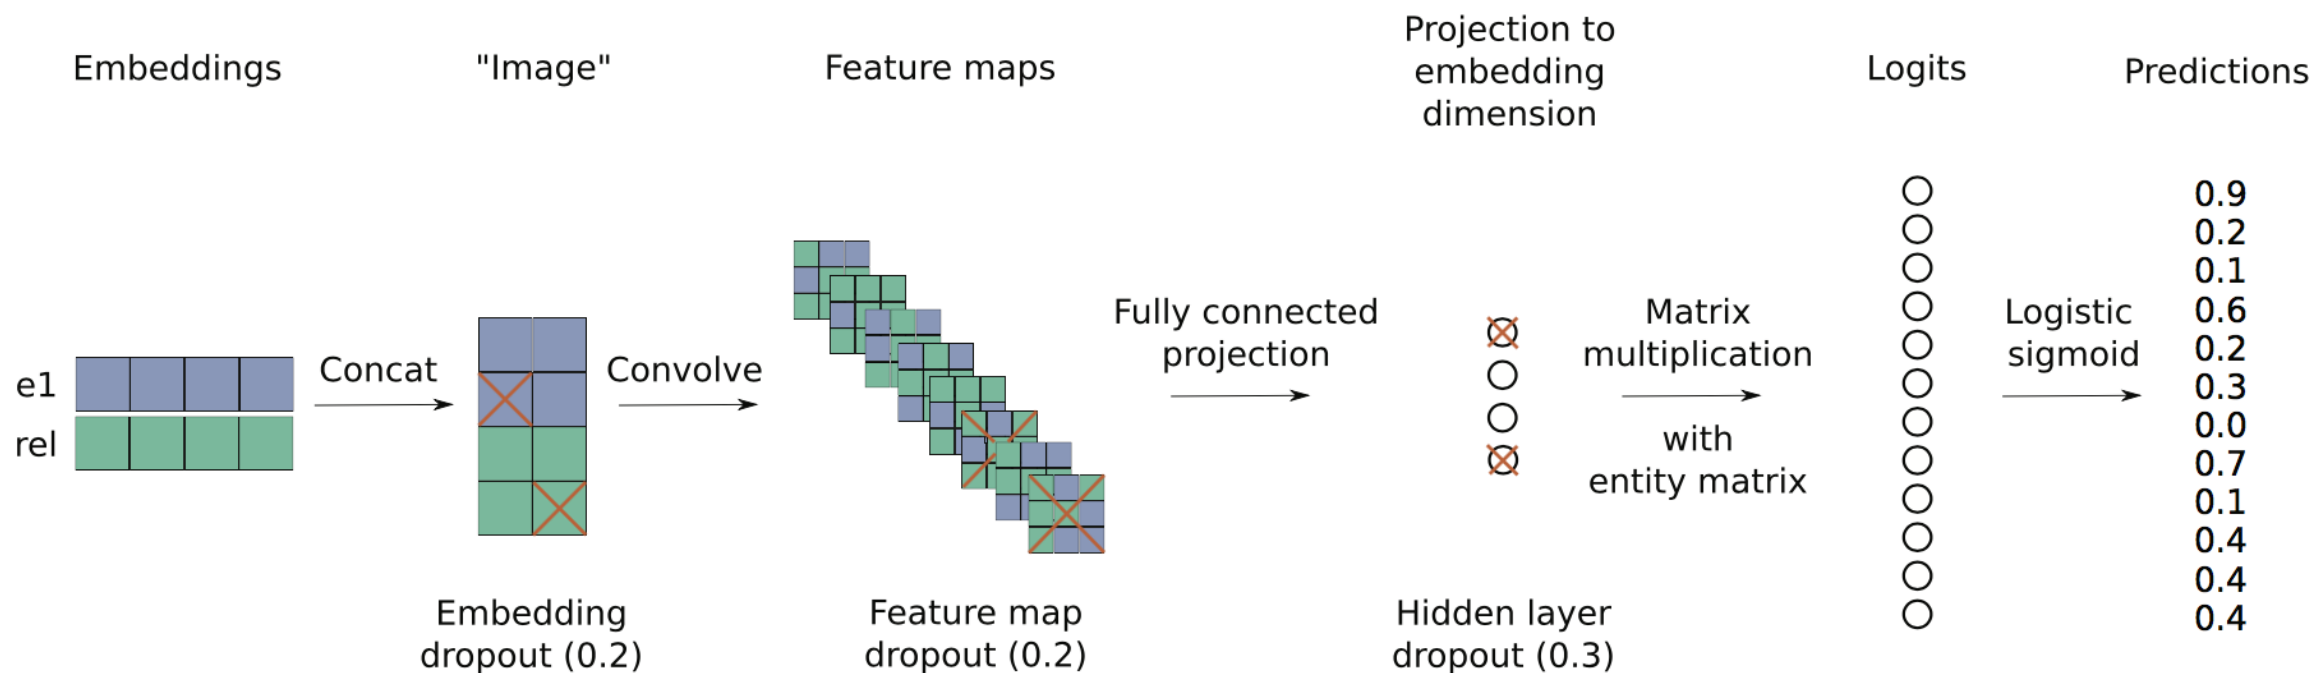 Embeddings
"Image"
Feature maps
Projection to
embedding
dimension
Logits
Predictions
e1
rel
Concat
Convolve
Fully connected
projection
Matrix
multiplication
with
entity matrix
Logistic
sigmoid
0.9
0.2
0.1
0.6
0.2
0.3
0.0
0.7
0.1
0.4
0.4
0.4
Embedding
dropout (0.2)
Feature map
dropout (0.2)
Hidden layer
dropout (0.3)